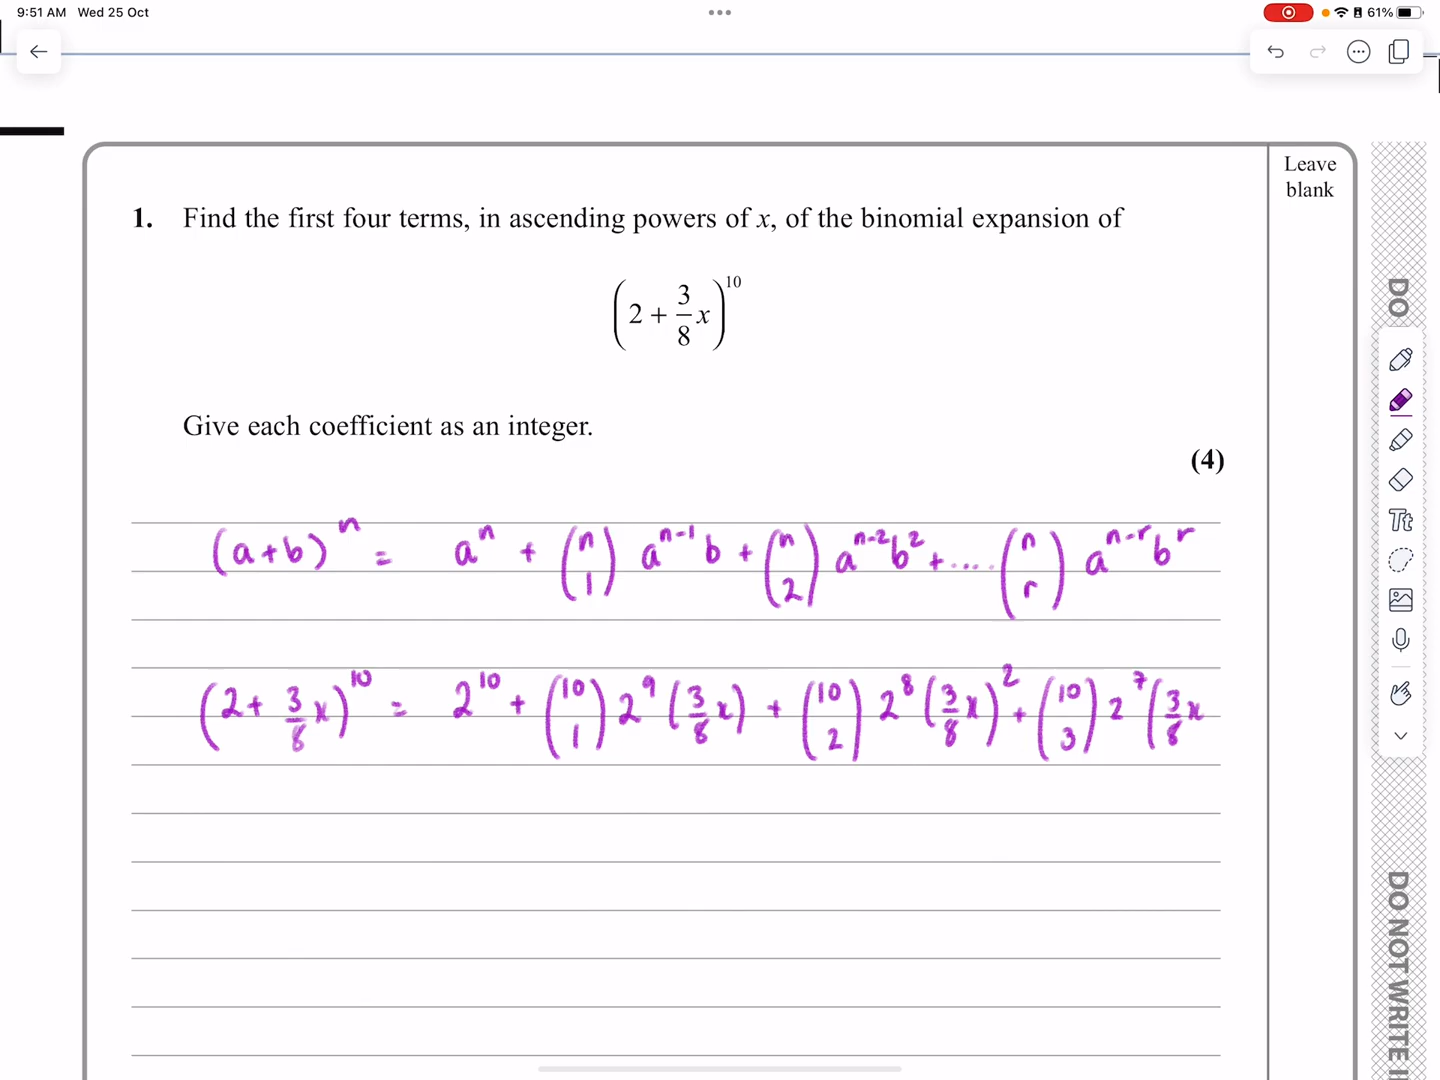 9:51 AM Wed 25 Oct
61%
Leave
blank
1. Find the first four terms, in ascending powers of x, of the binomial expansion of
(2 + 3/8 x)^10
Give each coefficient as an integer.
(4)
(a+b)^n = a^n + (n 1) a^(n-1) b + (n 2) a^(n-2) b^2 + .... (n r) a^(n-r) b^r
(2 + 3/8 x)^10 = 2^10 + (10 1) 2^9 (3/8 x) + (10 2) 2^8 (3/8 x)^2 + (10 3) 2^7 (3/8 x
DO
Tt
DO NOT WRITE I